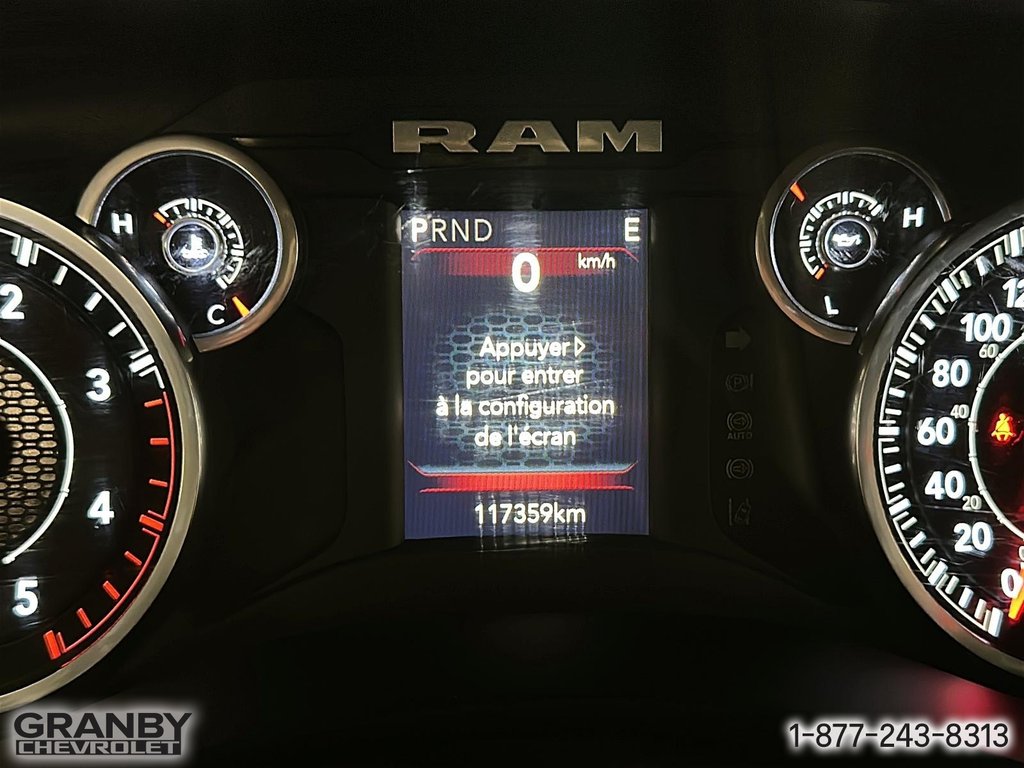 RAM
H
C
2
3
4
5
PRND E
0 km/h
Appuyer
pour entrer
à la configuration
de l'écran
117359km
H
L
AUTO
12
100
80
60
40
20
0
60
40
20
GRANBY
CHEVROLET
1-877-243-8313